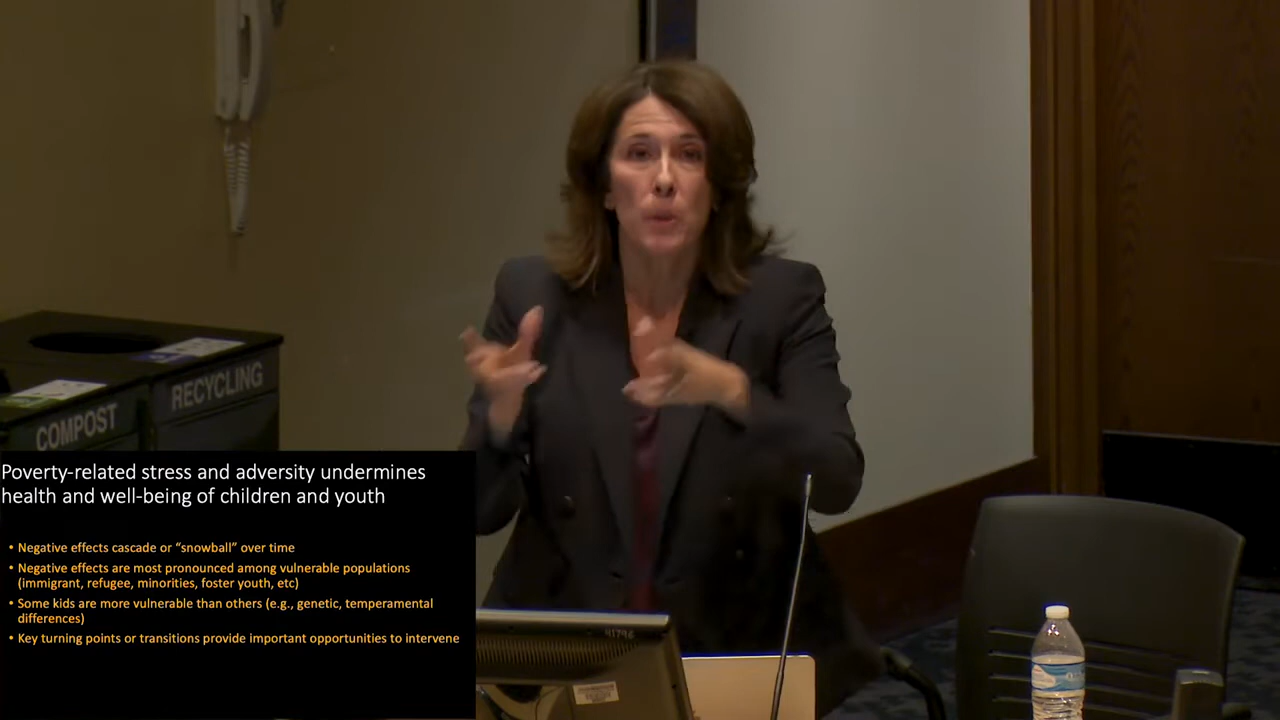 COMPOST
RECYCLING
Poverty-related stress and adversity undermines
health and well-being of children and youth
• Negative effects cascade or “snowball” over time
• Negative effects are most pronounced among vulnerable populations
(immigrant, refugee, minorities, foster youth, etc)
• Some kids are more vulnerable than others (e.g., genetic, temperamental
differences)
• Key turning points or transitions provide important opportunities to intervene